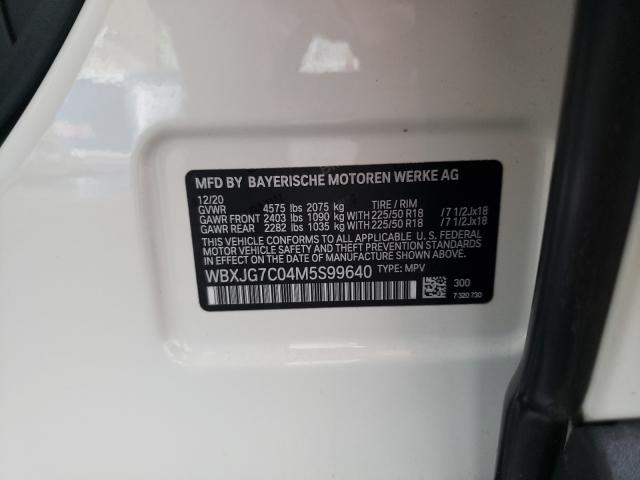 MFD BY BAYERISCHE MOTOREN WERKE AG
12/20
GVWR 4575 lbs 2075 kg TIRE / RIM
GAWR FRONT 2403 lbs 1090 kg WITH 225/50 R18 /7 1/2Jx18
GAWR REAR 2282 lbs 1035 kg WITH 225/50 R18 /7 1/2Jx18
THIS VEHICLE CONFORMS TO ALL APPLICABLE U.S. FEDERAL
MOTOR VEHICLE SAFETY, BUMPER, AND THEFT PREVENTION
STANDARDS IN EFFECT ON THE DATE OF MANUFACTURE SHOWN ABOVE.
WBXJG7C04M5S99640 TYPE: MPV
300
7 320 730